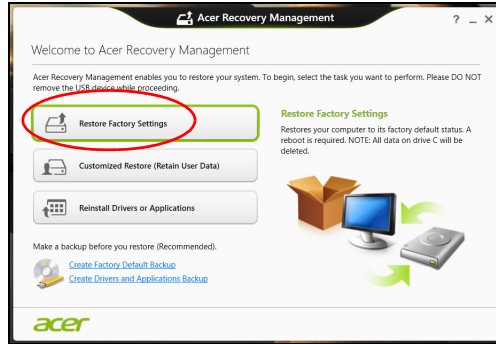 Acer Recovery Management
? _ X
Welcome to Acer Recovery Management
Acer Recovery Management enables you to restore your system. To begin, select the task you want to perform. Please DO NOT
remove the USB device while proceeding.
Restore Factory Settings
Customized Restore (Retain User Data)
Reinstall Drivers or Applications
Restore Factory Settings
Restores your computer to its factory default status. A
reboot is required. NOTE: All data on drive C will be
deleted.
Make a backup before you restore (Recommended).
Create Factory Default Backup
Create Drivers and Applications Backup
acer